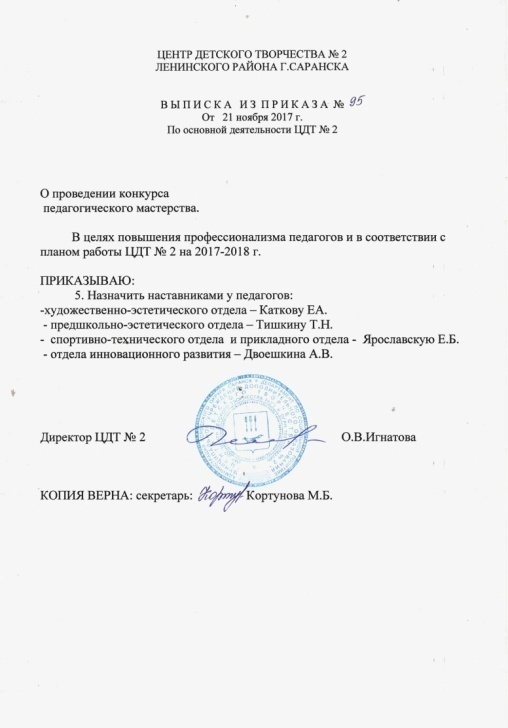 ЦЕНТР ДЕТСКОГО ТВОРЧЕСТВА № 2
ЛЕНИНСКОГО РАЙОНА Г.САРАНСКА
В Ы П И С К А И З П Р И К А З А № 95
От 21 ноября 2017 г.
По основной деятельности ЦДТ № 2
О проведении конкурса
педагогического мастерства.
В целях повышения профессионализма педагогов и в соответствии с
планом работы ЦДТ № 2 на 2017-2018 г.
ПРИКАЗЫВАЮ:
5. Назначить наставниками у педагогов:
-художественно-эстетического отдела – Каткову ЕА.
- предшкольно-эстетического отдела – Тишкину Т.Н.
- спортивно-технического отдела и прикладного отдела - Ярославскую Е.Б.
- отдела инновационного развития – Двоешкина А.В.
Директор ЦДТ № 2 О.В.Игнатова
КОПИЯ ВЕРНА: секретарь: Кортунова М.Б.